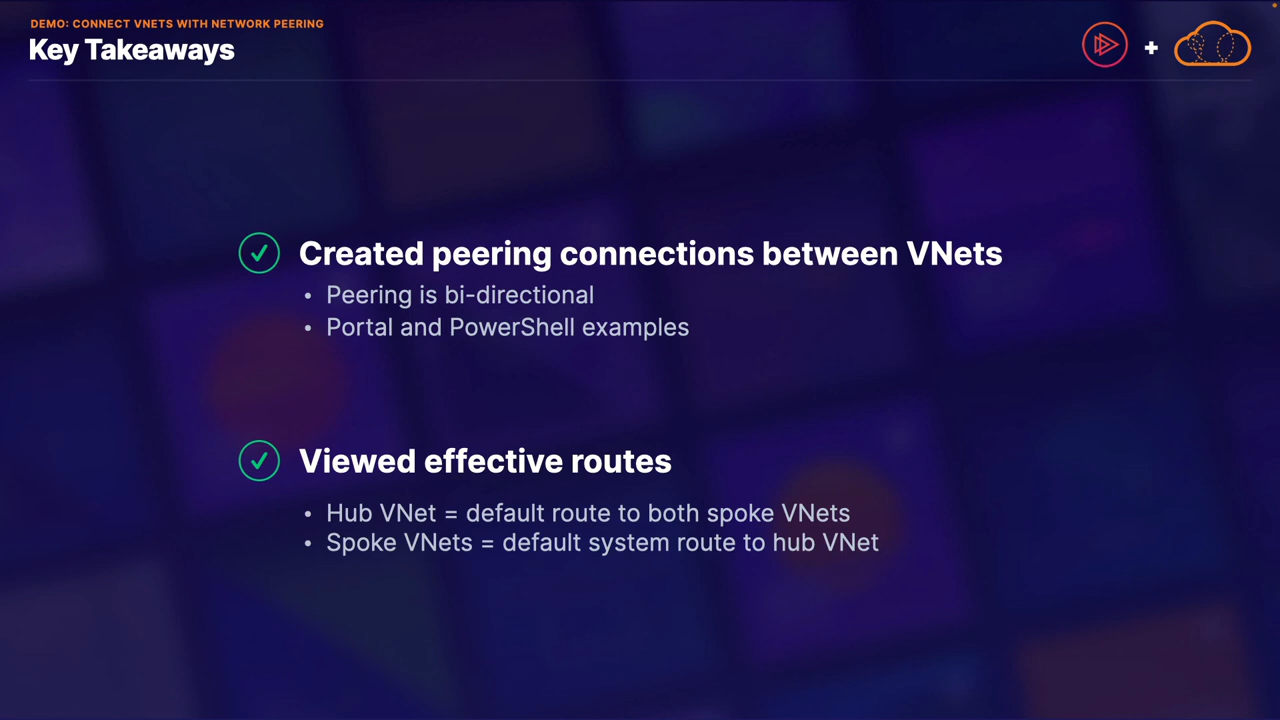 DEMO: CONNECT VNETS WITH NETWORK PEERING
Key Takeaways
+
Created peering connections between VNets
• Peering is bi-directional
• Portal and PowerShell examples
Viewed effective routes
• Hub VNet = default route to both spoke VNets
• Spoke VNets = default system route to hub VNet